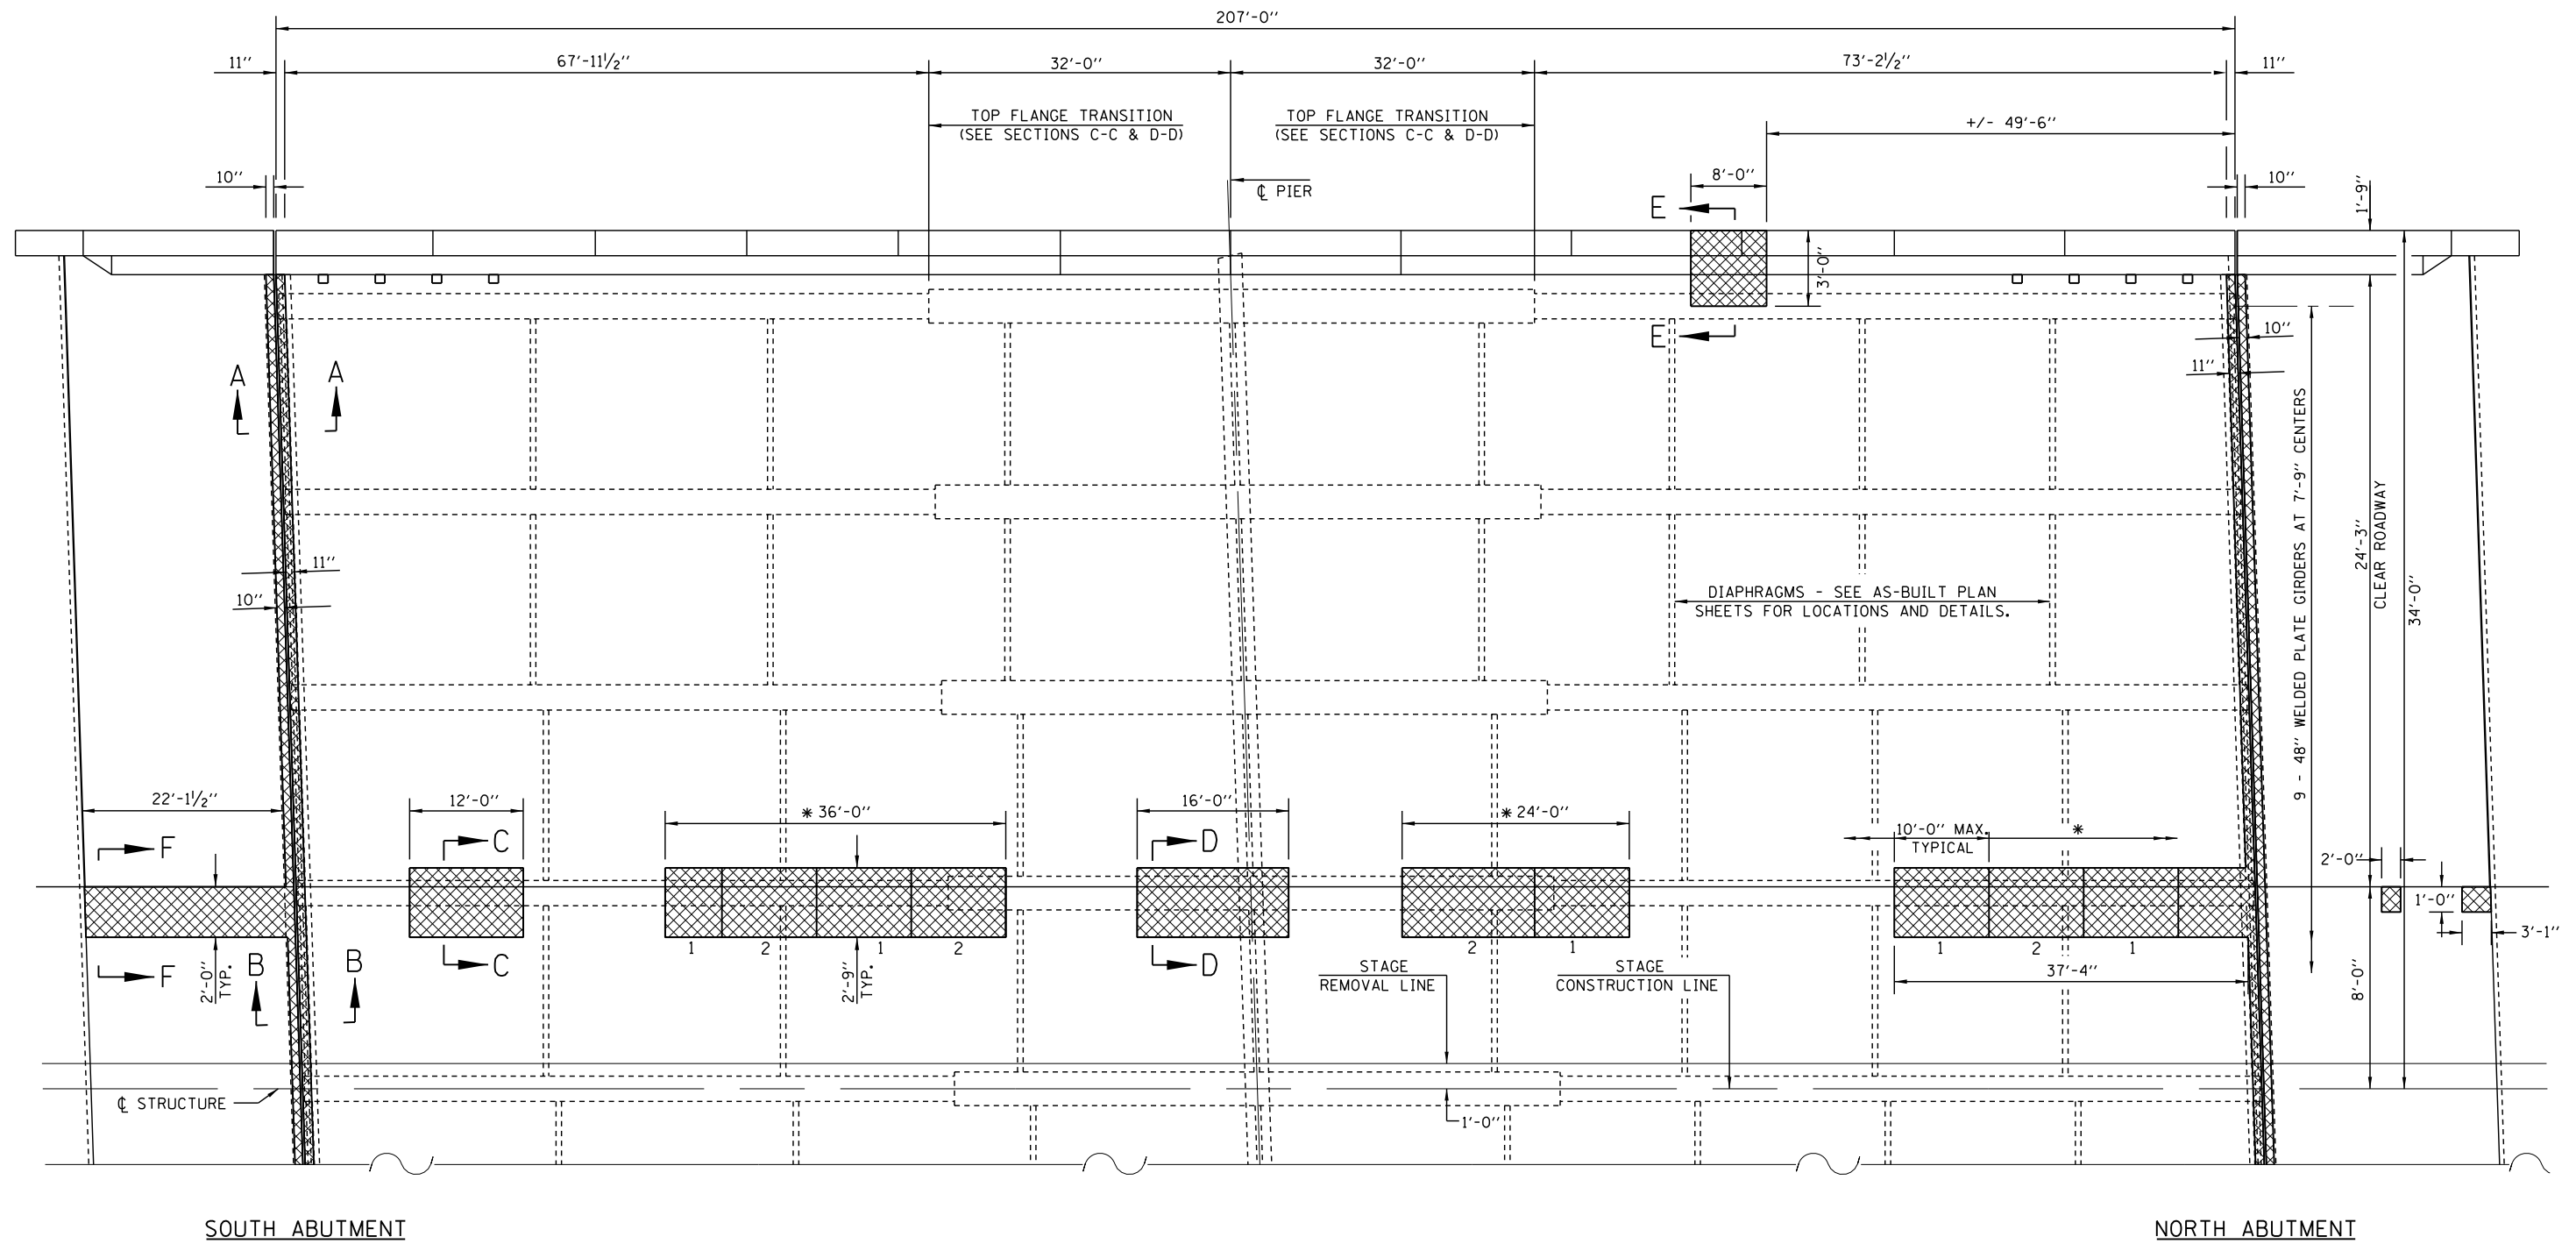 207'-0"
11"
67'-11½"
32'-0"
32'-0"
73'-2½"
11"
TOP FLANGE TRANSITION
(SEE SECTIONS C-C & D-D)
TOP FLANGE TRANSITION
(SEE SECTIONS C-C & D-D)
+/- 49'-6"
10"
℄ PIER
8'-0"
10"
1'-9"
E
3'-0"
E
10"
11"
A
A
9 - 48" WELDED PLATE GIRDERS AT 7'-9" CENTERS
24'-3"
CLEAR ROADWAY
34'-0"
11"
10"
DIAPHRAGMS - SEE AS-BUILT PLAN
SHEETS FOR LOCATIONS AND DETAILS.
22'-1½"
12'-0"
* 36'-0"
16'-0"
* 24'-0"
10'-0" MAX.
TYPICAL
*
F
C
D
2'-0"
1'-0"
3'-1"
1
2
1
2
2
1
1
2
1
F
B
B
C
D
2'-0"
TYP.
2'-9"
TYP.
STAGE
REMOVAL LINE
STAGE
CONSTRUCTION LINE
37'-4"
8'-0"
℄ STRUCTURE
1'-0"
SOUTH ABUTMENT
NORTH ABUTMENT